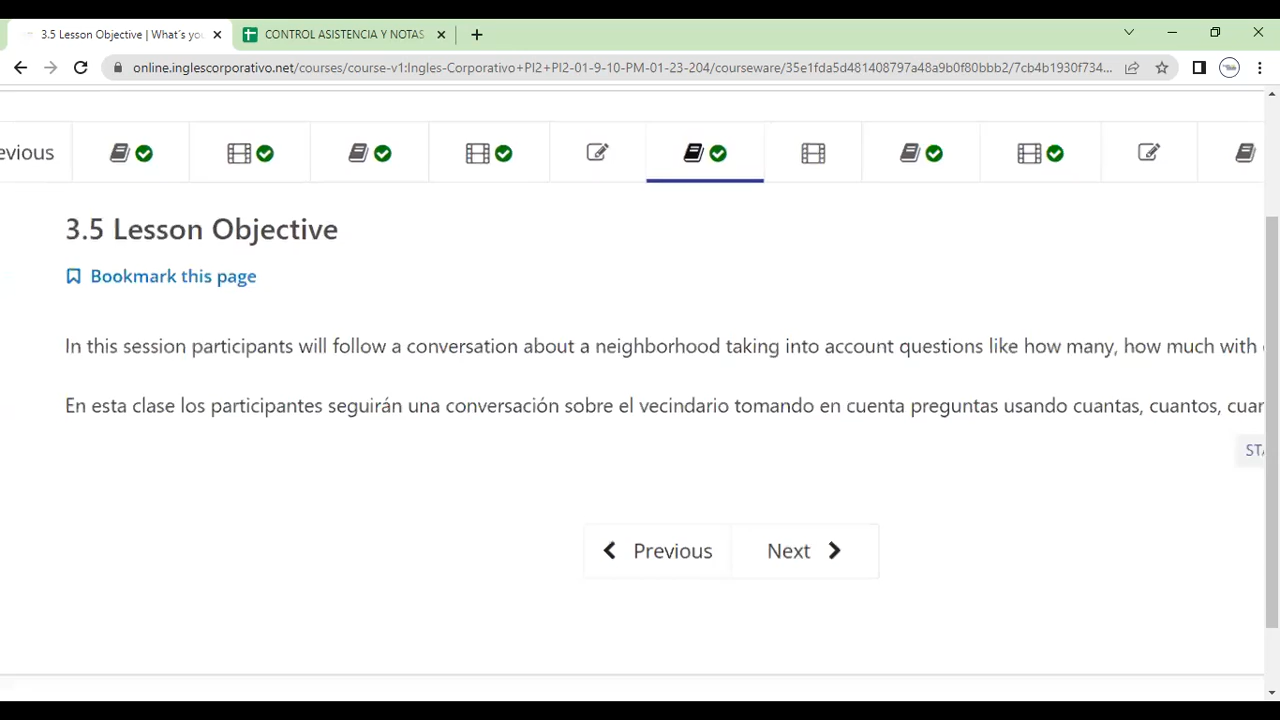 3.5 Lesson Objective | What´s you
CONTROL ASISTENCIA Y NOTAS
online.inglescorporativo.net/courses/course-v1:Ingles-Corporativo+PI2+PI2-01-9-10-PM-01-23-204/courseware/35e1fda5d481408797a48a9b0f80bbb2/7cb4b1930f734...
evious
3.5 Lesson Objective
Bookmark this page
In this session participants will follow a conversation about a neighborhood taking into account questions like how many, how much with
En esta clase los participantes seguirán una conversación sobre el vecindario tomando en cuenta preguntas usando cuantas, cuantos, cuan
STA
Previous Next